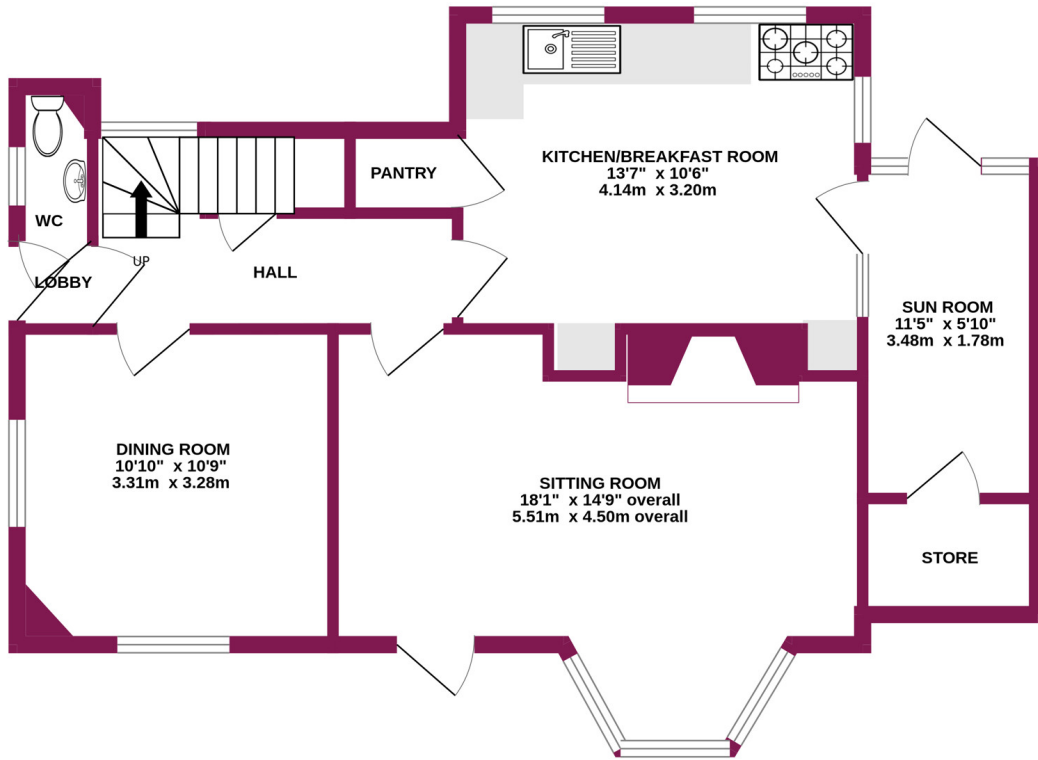 KITCHEN/BREAKFAST ROOM
13'7" x 10'6"
4.14m x 3.20m
PANTRY
WC
UP
LOBBY
HALL
SUN ROOM
11'5" x 5'10"
3.48m x 1.78m
DINING ROOM
10'10" x 10'9"
3.31m x 3.28m
SITTING ROOM
18'1" x 14'9" overall
5.51m x 4.50m overall
STORE